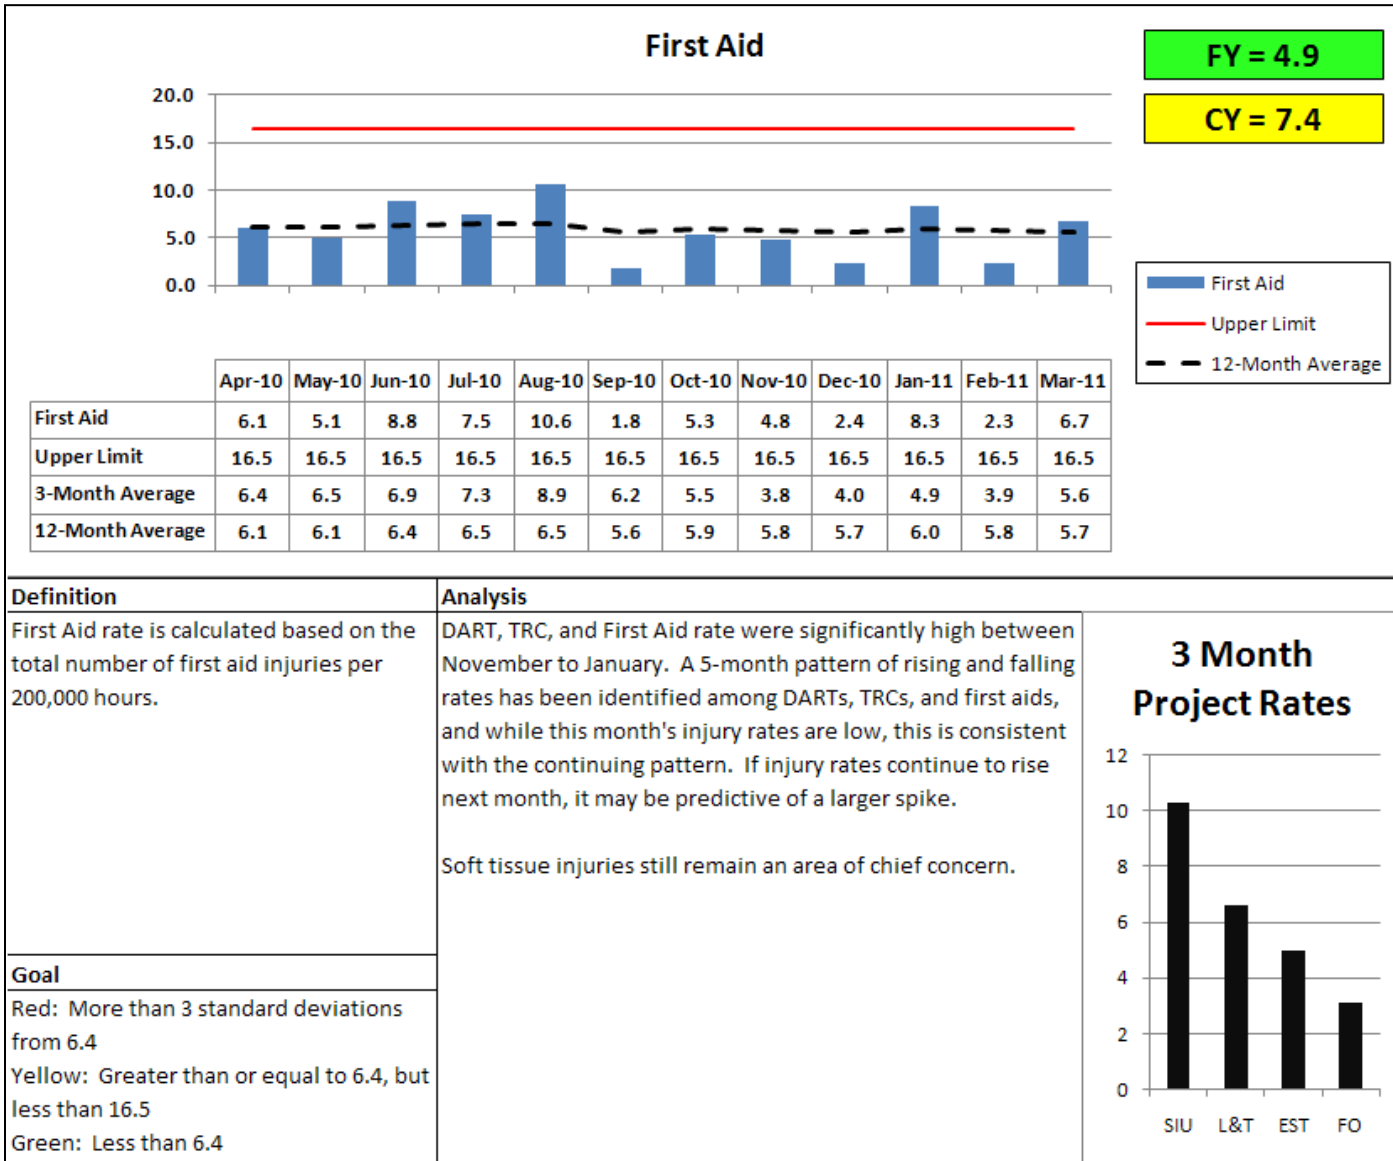 First Aid
FY = 4.9
CY = 7.4
20.0
15.0
10.0
5.0
0.0
First Aid
Upper Limit
12-Month Average
Apr-10 May-10 Jun-10 Jul-10 Aug-10 Sep-10 Oct-10 Nov-10 Dec-10 Jan-11 Feb-11 Mar-11
First Aid 6.1 5.1 8.8 7.5 10.6 1.8 5.3 4.8 2.4 8.3 2.3 6.7
Upper Limit 16.5 16.5 16.5 16.5 16.5 16.5 16.5 16.5 16.5 16.5 16.5 16.5
3-Month Average 6.4 6.5 6.9 7.3 8.9 6.2 5.5 3.8 4.0 4.9 3.9 5.6
12-Month Average 6.1 6.1 6.4 6.5 6.5 5.6 5.9 5.8 5.7 6.0 5.8 5.7
Definition
First Aid rate is calculated based on the
total number of first aid injuries per
200,000 hours.
Goal
Red: More than 3 standard deviations
from 6.4
Yellow: Greater than or equal to 6.4, but
less than 16.5
Green: Less than 6.4
Analysis
DART, TRC, and First Aid rate were significantly high between
November to January. A 5-month pattern of rising and falling
rates has been identified among DARTs, TRCs, and first aids,
and while this month's injury rates are low, this is consistent
with the continuing pattern. If injury rates continue to rise
next month, it may be predictive of a larger spike.
Soft tissue injuries still remain an area of chief concern.
3 Month
Project Rates
12
10
8
6
4
2
0
SIU L&T EST FO